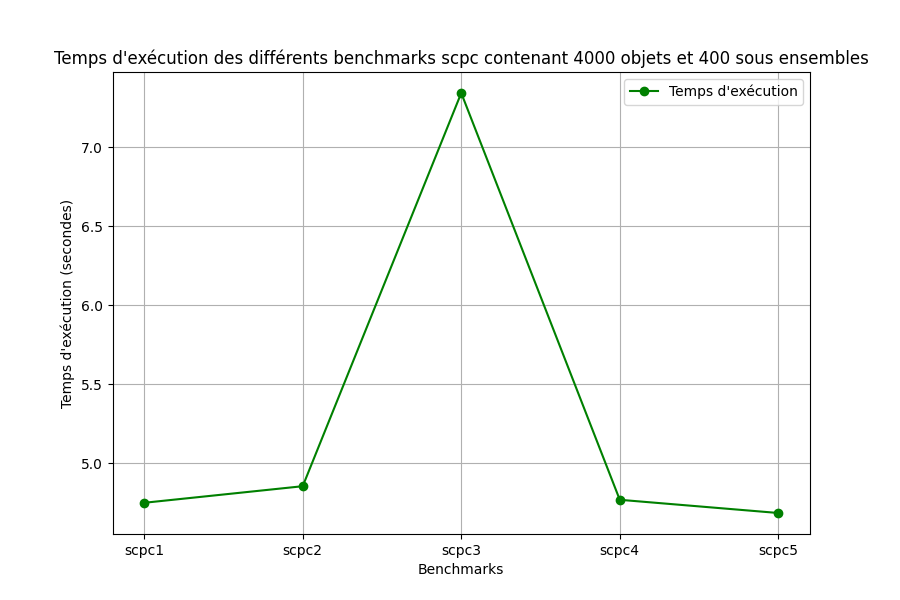 Temps d'exécution des différents benchmarks scpc contenant 4000 objets et 400 sous ensembles
Temps d'exécution
Temps d'exécution (secondes)
7.0
6.5
6.0
5.5
5.0
scpc1 scpc2 scpc3 scpc4 scpc5
Benchmarks